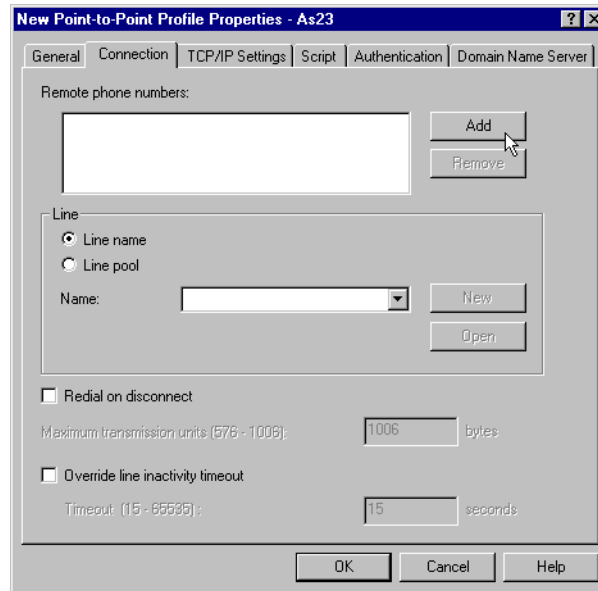 New Point-to-Point Profile Properties - As23
General Connection TCP/IP Settings Script Authentication Domain Name Server
Remote phone numbers:
Add
Remove
Line
Line name
Line pool
Name: New
Open
Redial on disconnect
Maximum transmission units (576 - 1006): 1006 bytes
Override line inactivity timeout
Timeout (15 - 65535) : 15 seconds
OK Cancel Help